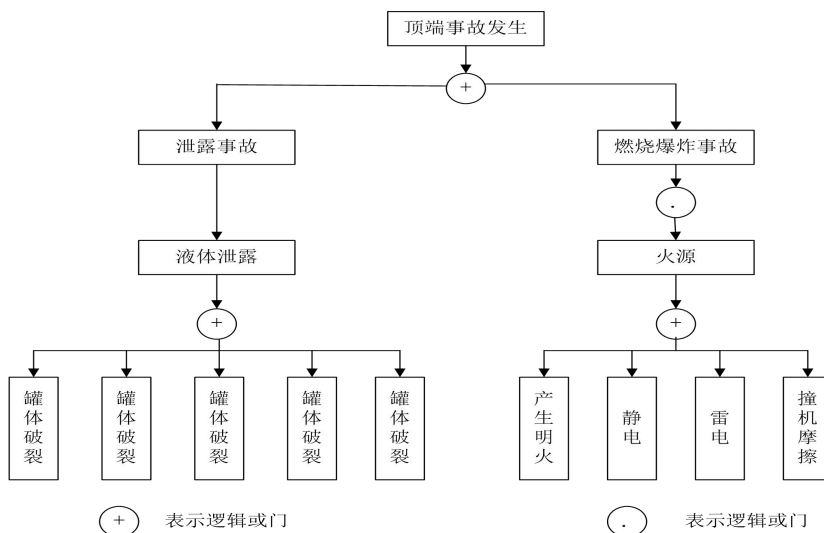 顶端事故发生
+
泄露事故
燃烧爆炸事故
.
液体泄露
火源
+
+
罐体破裂
罐体破裂
罐体破裂
罐体破裂
罐体破裂
产生明火
静电
雷电
撞机摩擦
+ 表示逻辑或门
. 表示逻辑或门